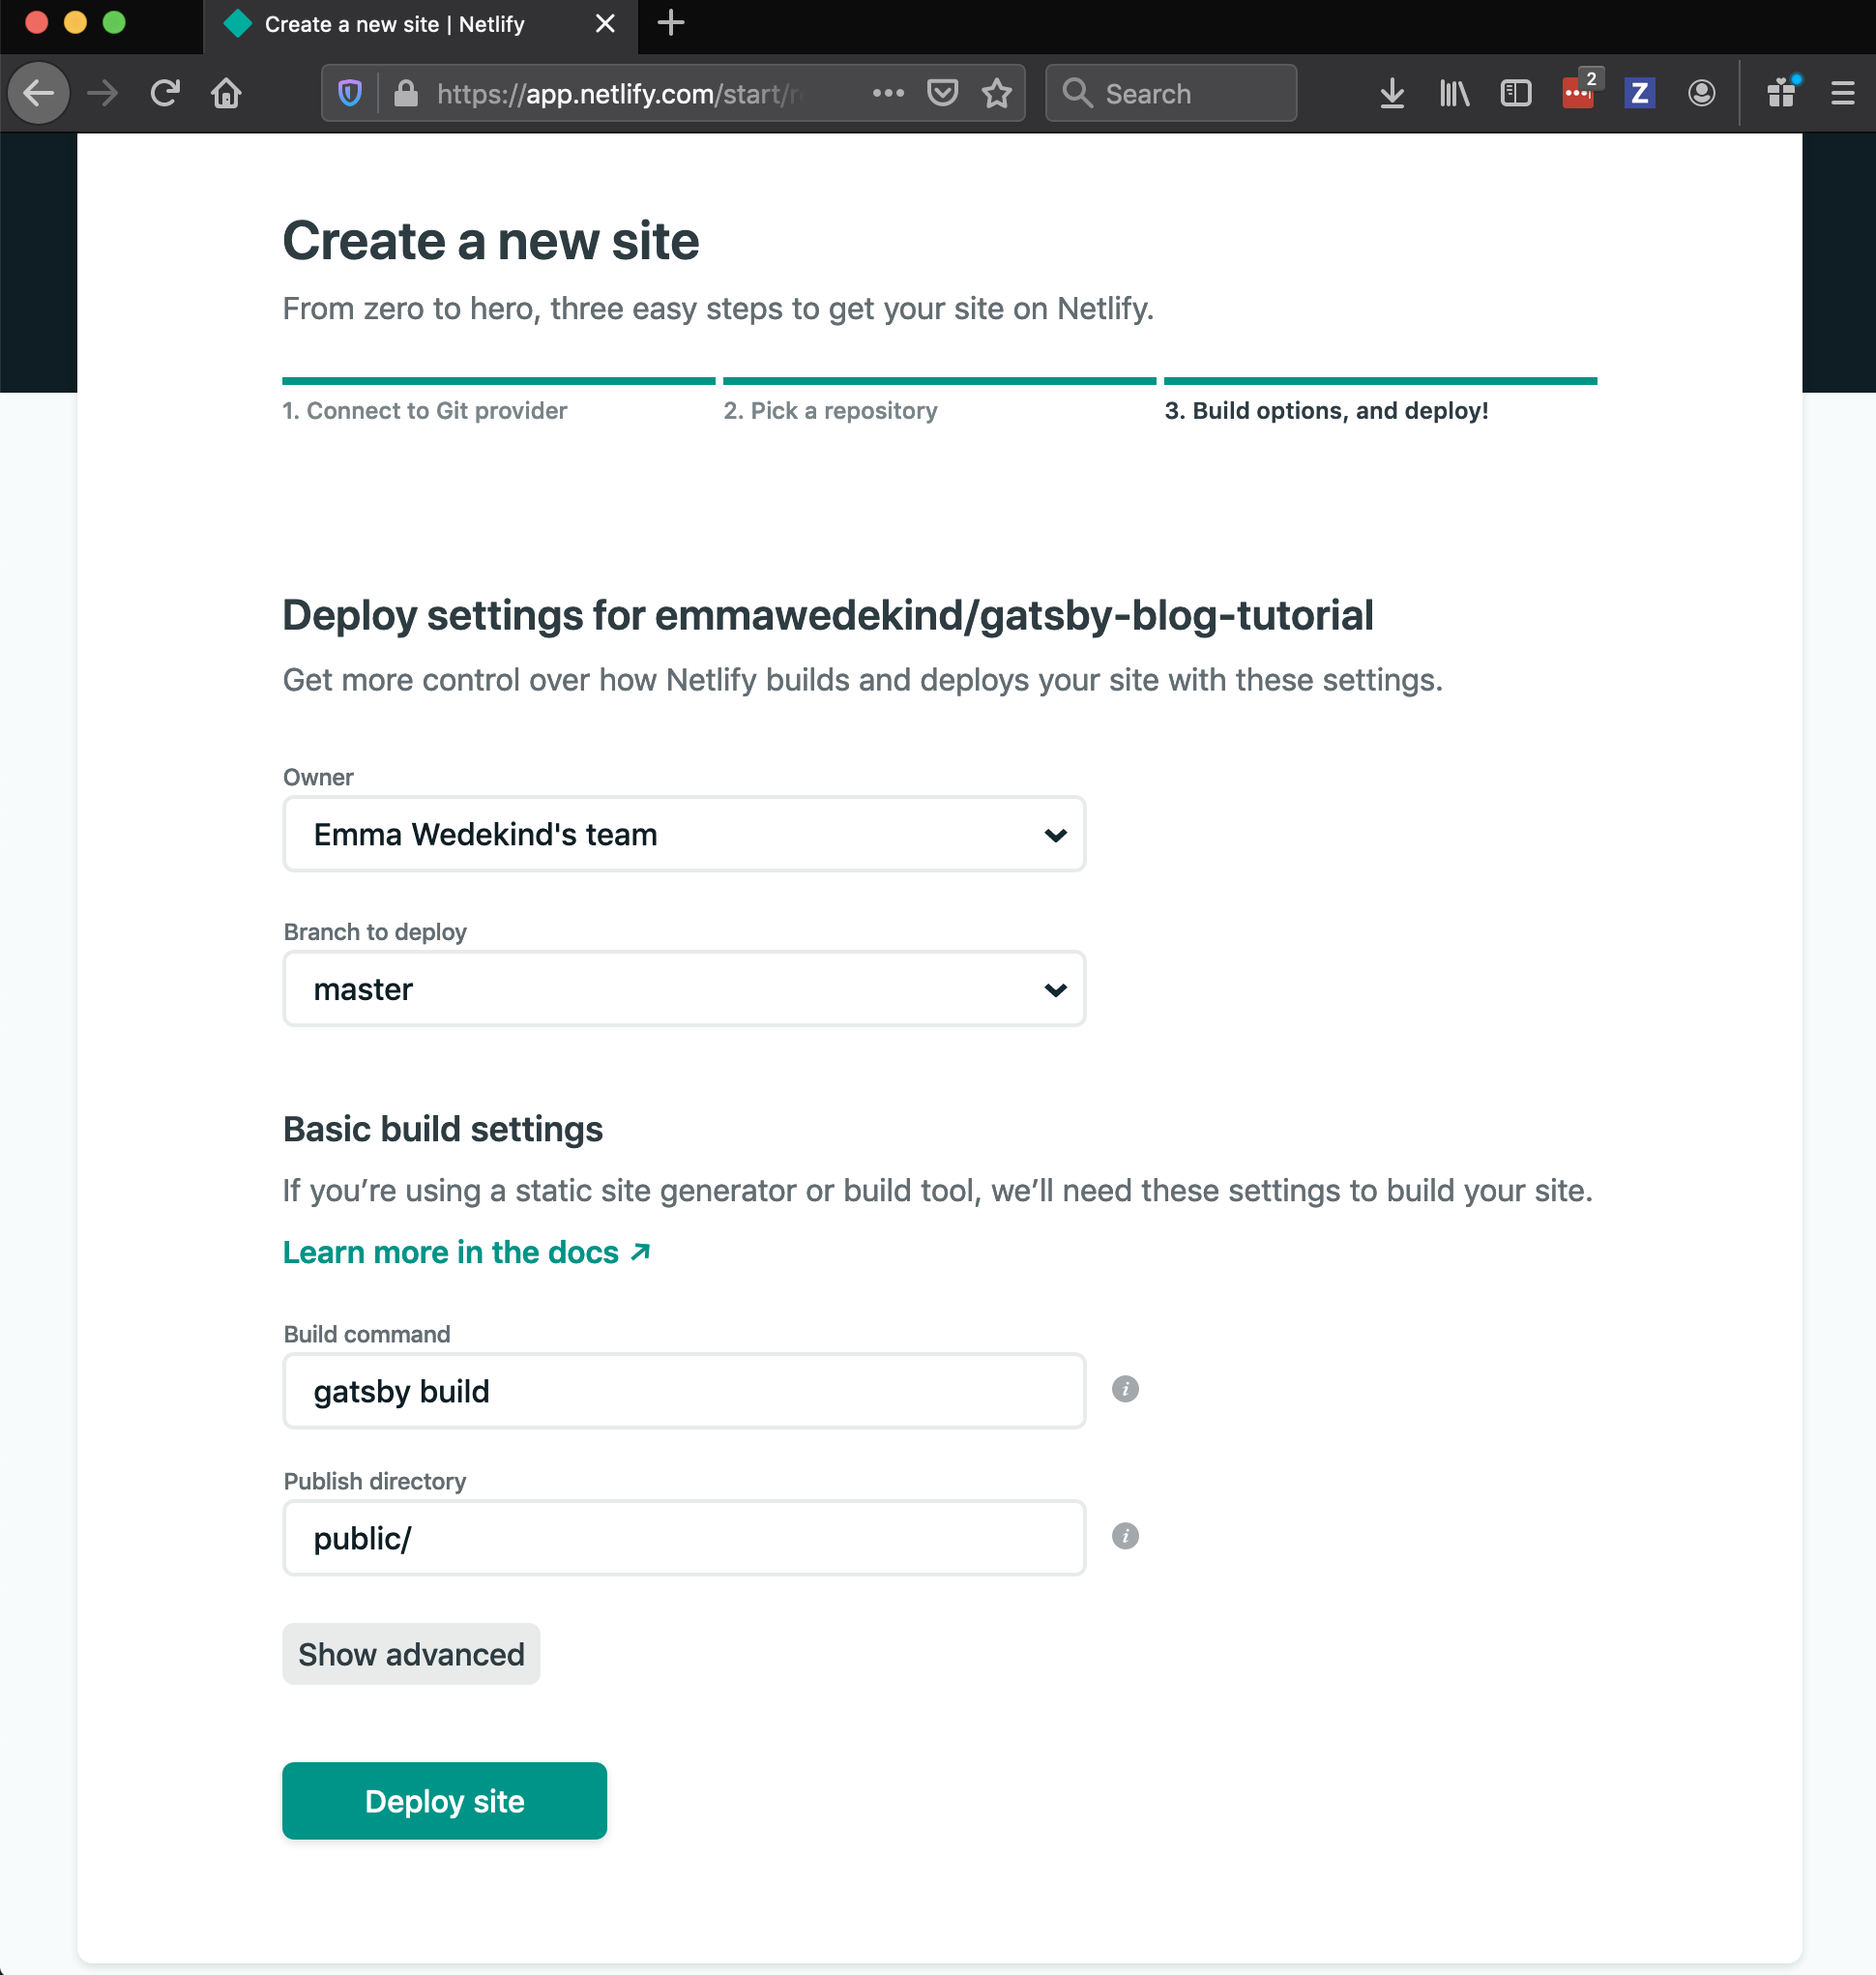 Create a new site | Netlify
https://app.netlify.com/start/r
Search
2
Z
Create a new site
From zero to hero, three easy steps to get your site on Netlify.
1. Connect to Git provider
2. Pick a repository
3. Build options, and deploy!
Deploy settings for emmawedekind/gatsby-blog-tutorial
Get more control over how Netlify builds and deploys your site with these settings.
Owner
Emma Wedekind's team
Branch to deploy
master
Basic build settings
If you’re using a static site generator or build tool, we’ll need these settings to build your site.
Learn more in the docs
Build command
gatsby build
Publish directory
public/
Show advanced
Deploy site